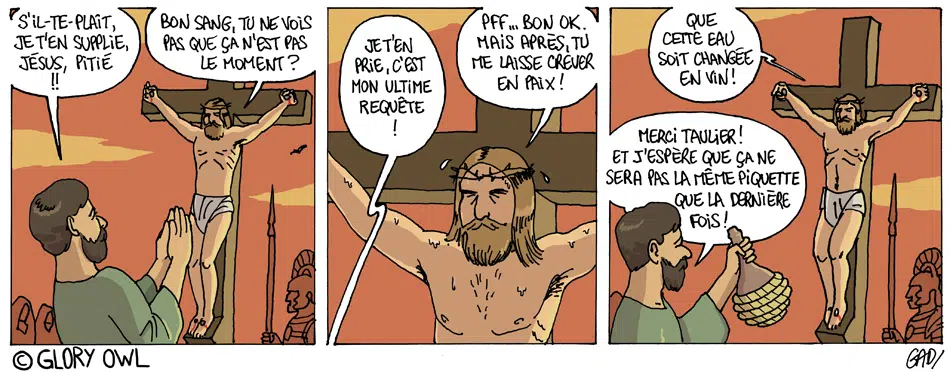 S'IL-TE-PLAÎT,
JE T'EN SUPPLIE,
JÉSUS, PITIÉ
!!
BON SANG, TU NE VOIS
PAS QUE ÇA N'EST PAS
LE MOMENT?
JE T'EN
PRIE, C'EST
MON ULTIME
REQUÊTE
!
PFF... BON OK.
MAIS APRÈS, TU
ME LAISSE CREVER
EN PAIX!
QUE
CETTE EAU
SOIT CHANGÉE
EN VIN!
MERCI TAULIER!
ET J'ESPÈRE QUE ÇA NE
SERA PAS LA MÊME PIQUETTE
QUE LA DERNIÈRE
FOIS!
© GLORY OWL
GAD/